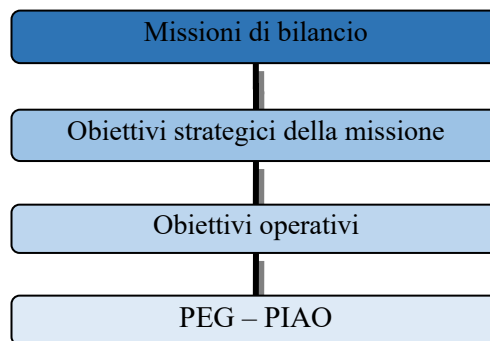 Missioni di bilancio
Obiettivi strategici della missione
Obiettivi operativi
PEG – PIAO